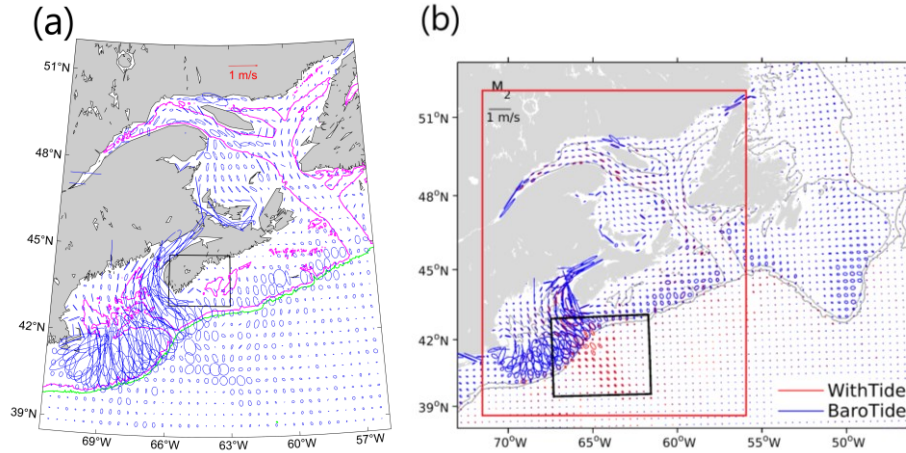 (a)
1 m/s
51°N
48°N
45°N
42°N
39°N
69°W
66°W
63°W
60°W
57°W
(b)
M2
1 m/s
51°N
48°N
45°N
42°N
39°N
70°W
65°W
60°W
55°W
50°W
WithTide
BaroTide